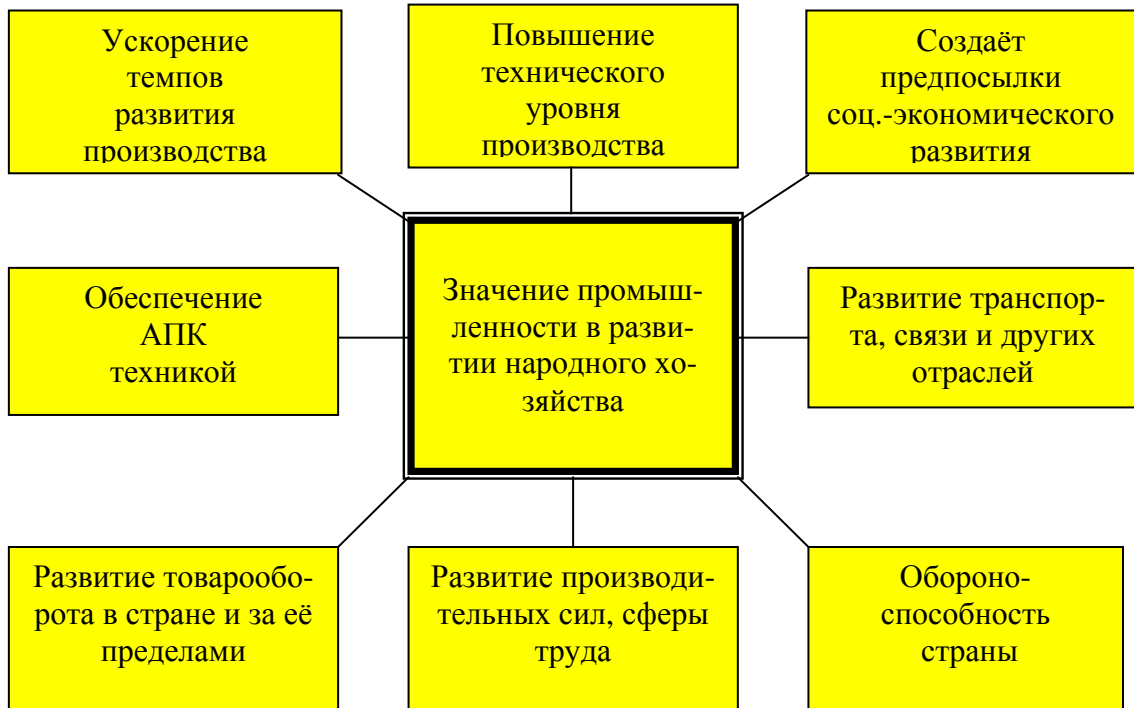 Ускорение
темпов
развития
производства
Повышение
технического
уровня
производства
Создаёт
предпосылки
соц.-экономического
развития
Обеспечение
АПК
техникой
Значение промыш-
ленности в разви-
тии народного хо-
зяйства
Развитие транспор-
та, связи и других
отраслей
Развитие товарообо-
рота в стране и за её
пределами
Развитие производи-
тельных сил, сферы
труда
Обороно-
способность
страны